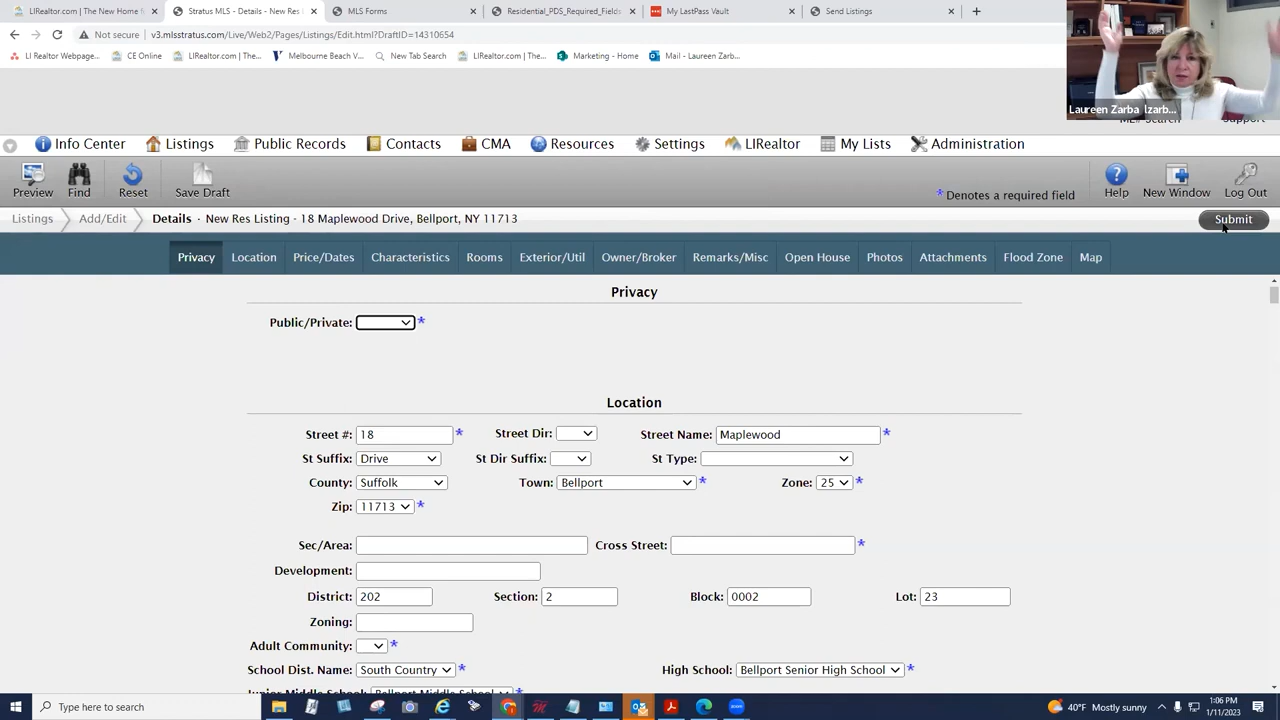 LIRealtor.com | The New Home f
Stratus MLS - Details - New Res l
MLS Forms
Residential_PDS_Required_Fields
My LastPass Vault
Send Listings
Not secure | v3.mlsstratus.com/Live/Web2/Pages/Listings/Edit.html?DraftID=1431063
LI Realtor Webpage...
CE Online
LIRealtor.com | The...
Melbourne Beach V...
New Tab Search
LIRealtor.com | The...
Marketing - Home
Mail - Laureen Zarb...
Laureen Zarba lzarb...
Info Center
Listings
Public Records
Contacts
CMA
Resources
Settings
LIRealtor
My Lists
Administration
Preview
Find
Reset
Save Draft
* Denotes a required field
Help
New Window
Log Out
Listings
Add/Edit
Details · New Res Listing - 18 Maplewood Drive, Bellport, NY 11713
Submit
Privacy
Location
Price/Dates
Characteristics
Rooms
Exterior/Util
Owner/Broker
Remarks/Misc
Open House
Photos
Attachments
Flood Zone
Map
Privacy
Public/Private: *
Location
Street #: 18 * Street Dir: Street Name: Maplewood *
St Suffix: Drive St Dir Suffix: St Type:
County: Suffolk Town: Bellport * Zone: 25 *
Zip: 11713 *
Sec/Area: Cross Street: *
Development:
District: 202 Section: 2 Block: 0002 Lot: 23
Zoning:
Adult Community: *
School Dist. Name: South Country * High School: Bellport Senior High School *
Junior Middle School: Bellport Middle School *
Type here to search
40°F Mostly sunny
1:06 PM
1/11/2023